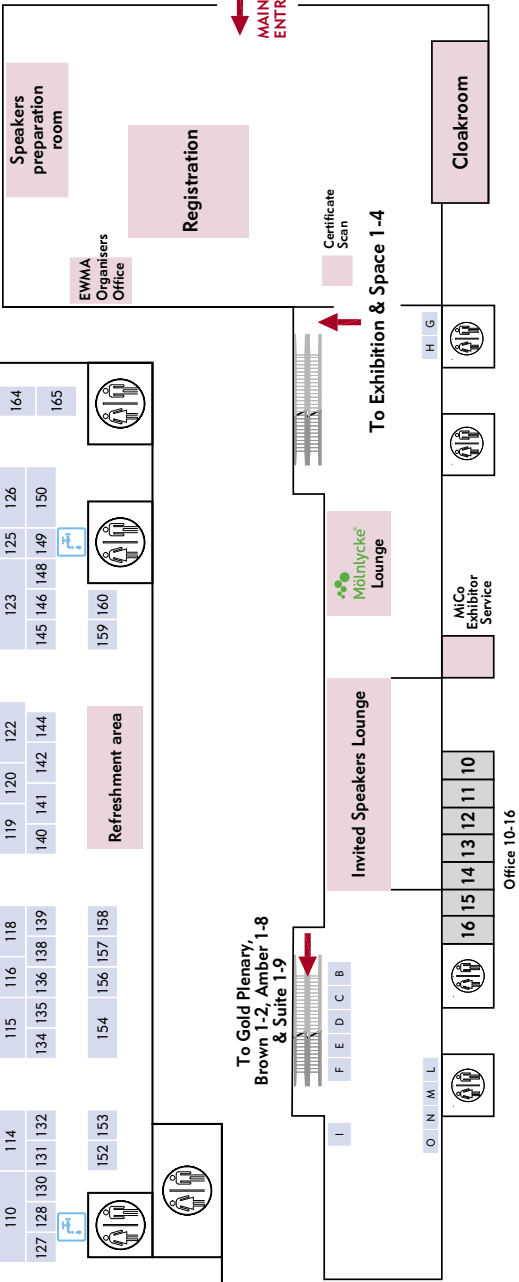 110 114 115 116 118 119 120 122 123 125 126 164
127 128 130 131 132 134 135 136 138 139 140 141 142 144 145 146 148 149 150 165
152 153 154 156 157 158 159 160
Refreshment area
Speakers
preparation
room
EWMA
Organisers
Office
Registration
MAIN
ENTR
To Gold Plenary,
Brown 1-2, Amber 1-8
& Suite 1-9
I F E D C B
Invited Speakers Lounge
Mölnlycke®
Lounge
Certificate
Scan
To Exhibition & Space 1-4
O N M L
H G
16 15 14 13 12 11 10
Office 10-16
MiCo
Exhibitor
Service
Cloakroom